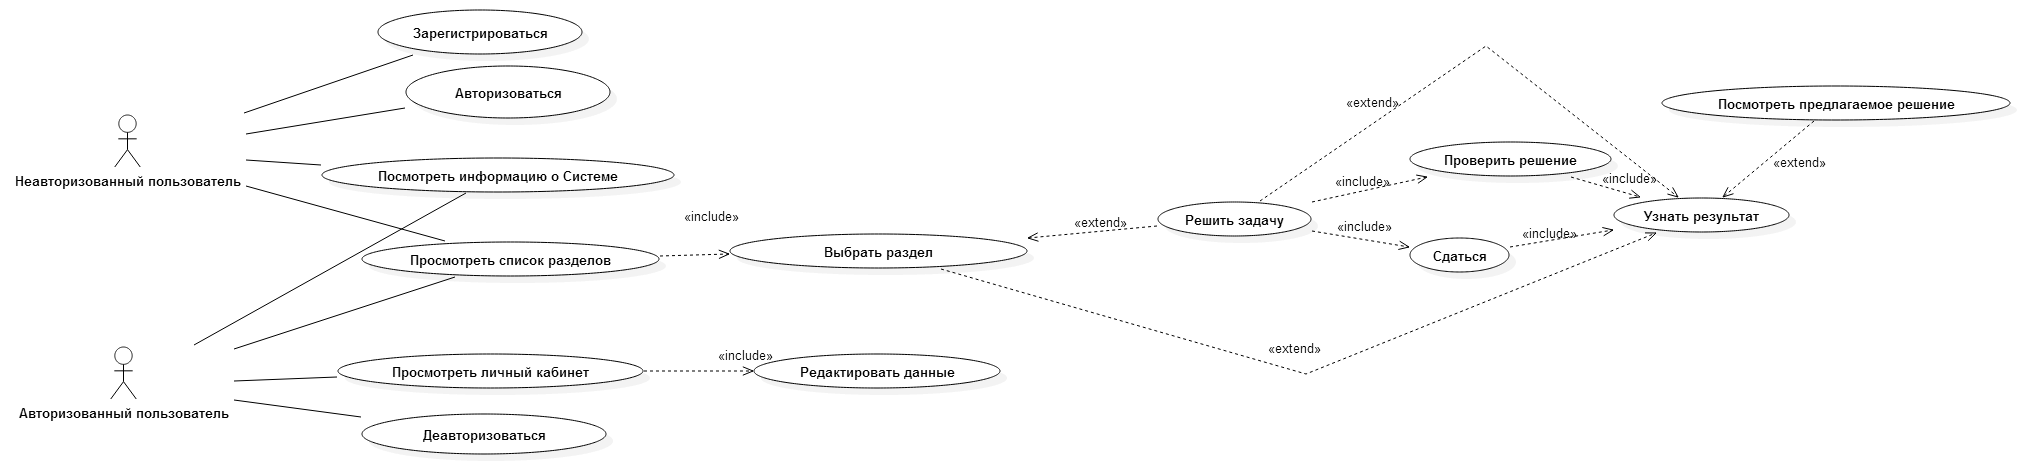 Зарегистрироваться
Авторизоваться
«extend»
Посмотреть предлагаемое решение
Неавторизованный пользователь
Посмотреть информацию о Системе
Проверить решение
«extend»
«include»
«include»
«include»
Решить задачу
Узнать результат
«extend»
«include»
«include»
Просмотреть список разделов
Выбрать раздел
Сдаться
«extend»
Авторизованный пользователь
Просмотреть личный кабинет
«include»
Редактировать данные
Деавторизоваться